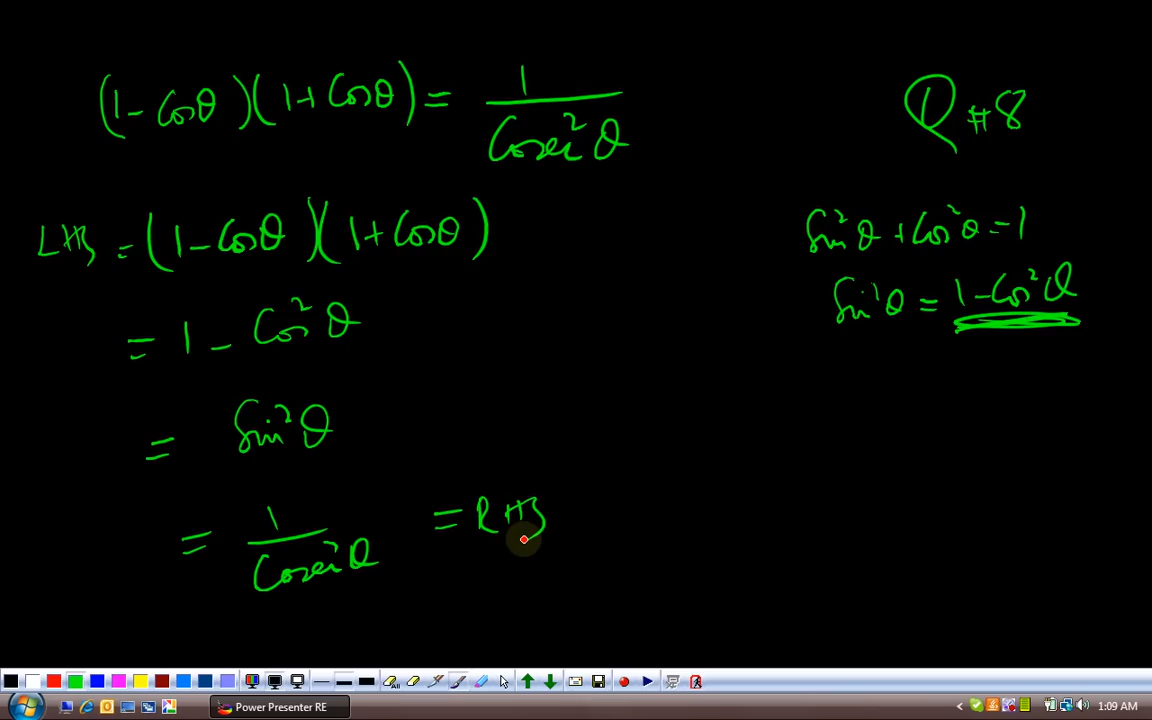 (1-Cosθ)(1+Cosθ) = 1/Cosec²θ
Q #8
LHS = (1-Cosθ)(1+Cosθ)
Sin²θ + Cos²θ = 1
Sin²θ = 1-Cos²θ
= 1 - Cos²θ
= Sin²θ
= 1/Cosec²θ = RHS
All
Power Presenter RE
1:09 AM